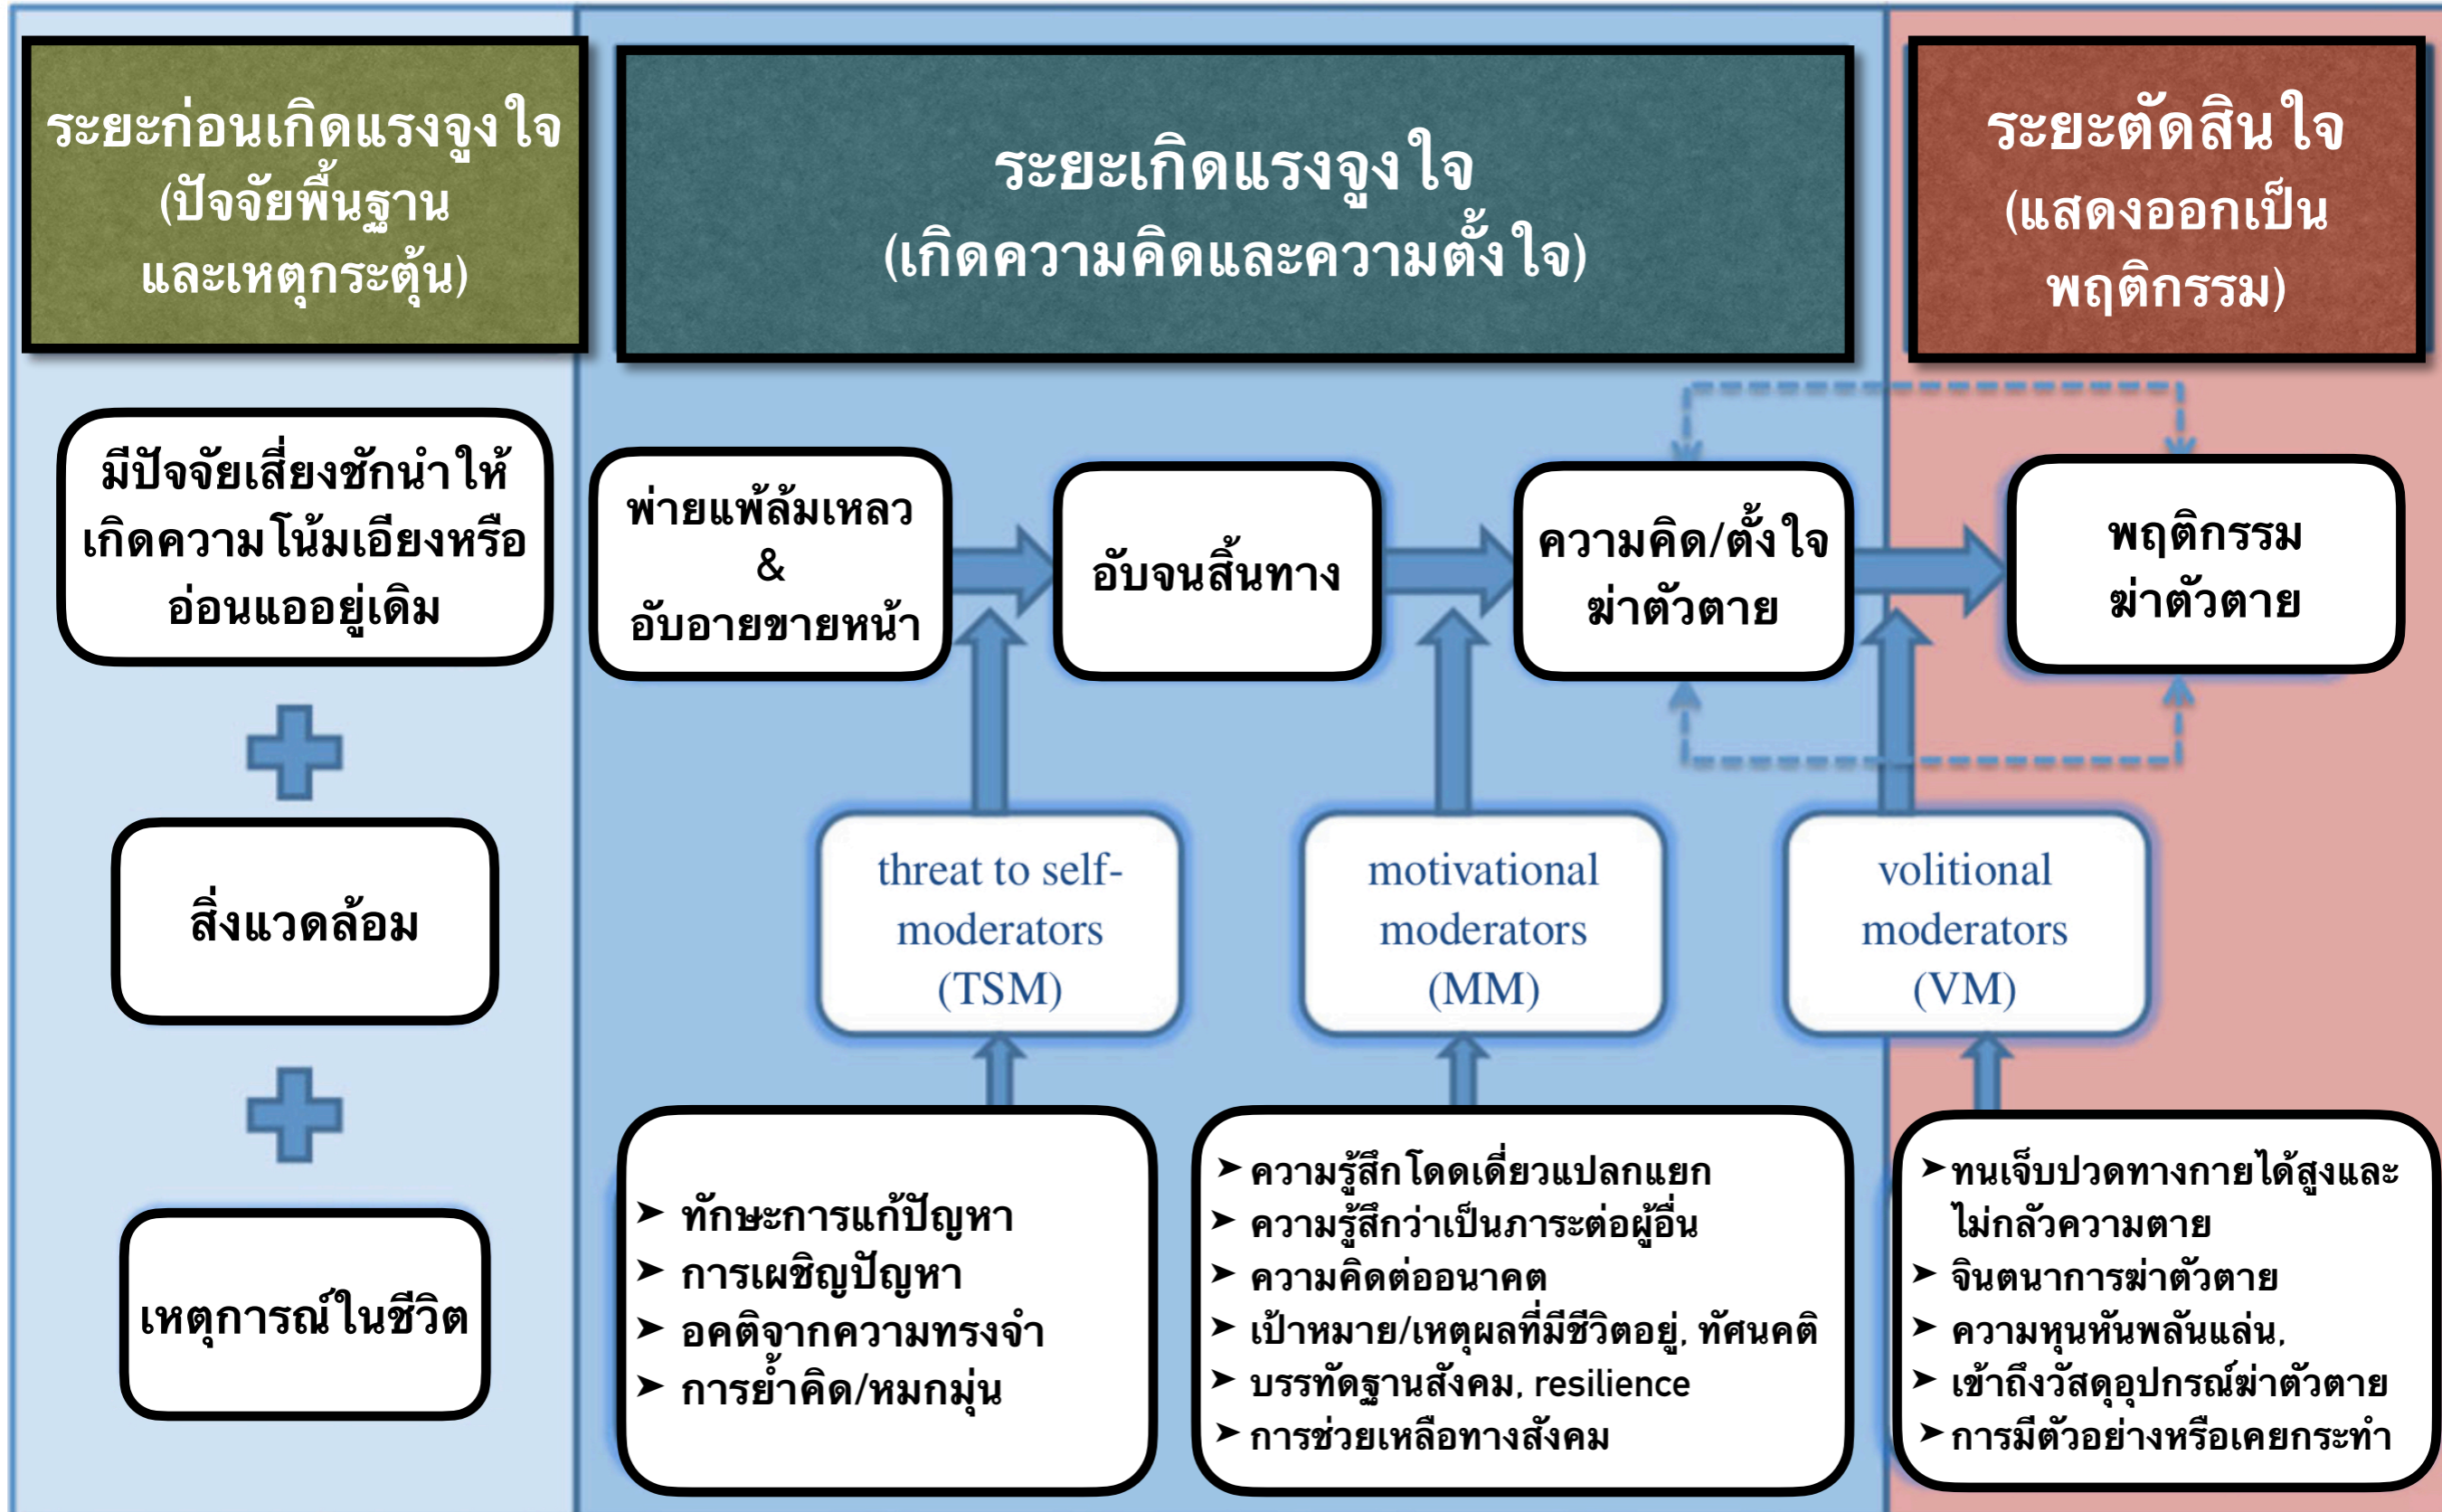 ระยะก่อนเกิดแรงจูงใจ
(ปัจจัยพื้นฐาน
และเหตุกระตุ้น)
ระยะเกิดแรงจูงใจ
(เกิดความคิดและความตั้งใจ)
ระยะตัดสินใจ
(แสดงออกเป็น
พฤติกรรม)
มีปัจจัยเสี่ยงชักนำให้
เกิดความโน้มเอียงหรือ
อ่อนแออยู่เดิม
สิ่งแวดล้อม
เหตุการณ์ในชีวิต
พ่ายแพ้ล้มเหลว
&
อับอายขายหน้า
อับจนสิ้นทาง
ความคิด/ตั้งใจ
ฆ่าตัวตาย
พฤติกรรม
ฆ่าตัวตาย
threat to self-
moderators
(TSM)
motivational
moderators
(MM)
volitional
moderators
(VM)
➤ ทักษะการแก้ปัญหา
➤ การเผชิญปัญหา
➤ อคติจากความทรงจำ
➤ การย้ำคิด/หมกมุ่น
➤ ความรู้สึกโดดเดี่ยวแปลกแยก
➤ ความรู้สึกว่าเป็นภาระต่อผู้อื่น
➤ ความคิดต่ออนาคต
➤ เป้าหมาย/เหตุผลที่มีชีวิตอยู่, ทัศนคติ
➤ บรรทัดฐานสังคม, resilience
➤ การช่วยเหลือทางสังคม
➤ ทนเจ็บปวดทางกายได้สูงและ
ไม่กลัวความตาย
➤ จินตนาการฆ่าตัวตาย
➤ ความหุนหันพลันแล่น,
➤ เข้าถึงวัสดุอุปกรณ์ฆ่าตัวตาย
➤ การมีตัวอย่างหรือเคยกระทำ